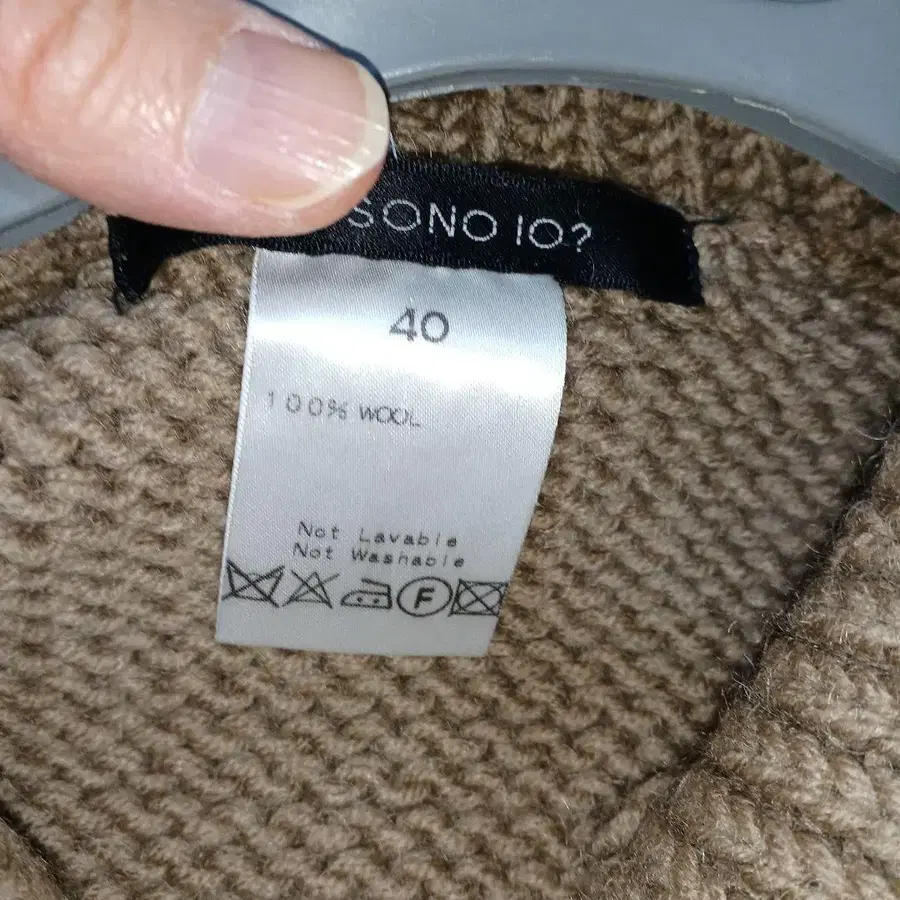 SONO IO?
40
100% WOOL
Not Lavable
Not Washable
F